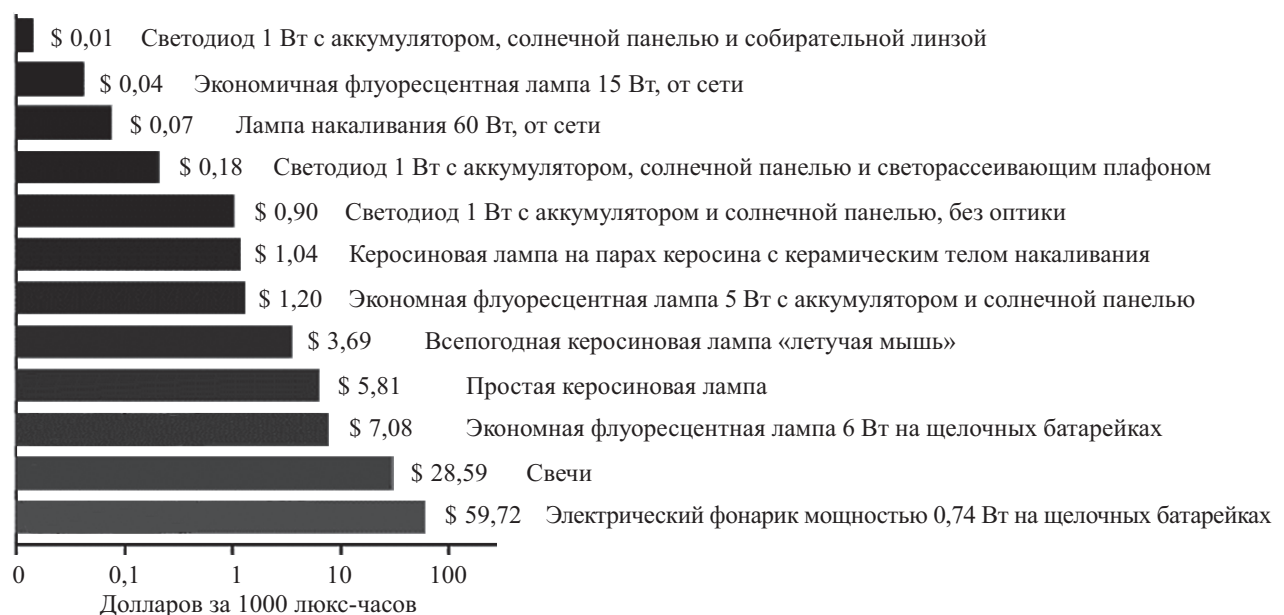 $ 0,01 Светодиод 1 Вт с аккумулятором, солнечной панелью и собирательной линзой
$ 0,04 Экономичная флуоресцентная лампа 15 Вт, от сети
$ 0,07 Лампа накаливания 60 Вт, от сети
$ 0,18 Светодиод 1 Вт с аккумулятором, солнечной панелью и светорассеивающим плафоном
$ 0,90 Светодиод 1 Вт с аккумулятором и солнечной панелью, без оптики
$ 1,04 Керосиновая лампа на парах керосина с керамическим телом накаливания
$ 1,20 Экономная флуоресцентная лампа 5 Вт с аккумулятором и солнечной панелью
$ 3,69 Всепогодная керосиновая лампа «летучая мышь»
$ 5,81 Простая керосиновая лампа
$ 7,08 Экономная флуоресцентная лампа 6 Вт на щелочных батарейках
$ 28,59 Свечи
$ 59,72 Электрический фонарик мощностью 0,74 Вт на щелочных батарейках
0 0,1 1 10 100
Долларов за 1000 люкс-часов